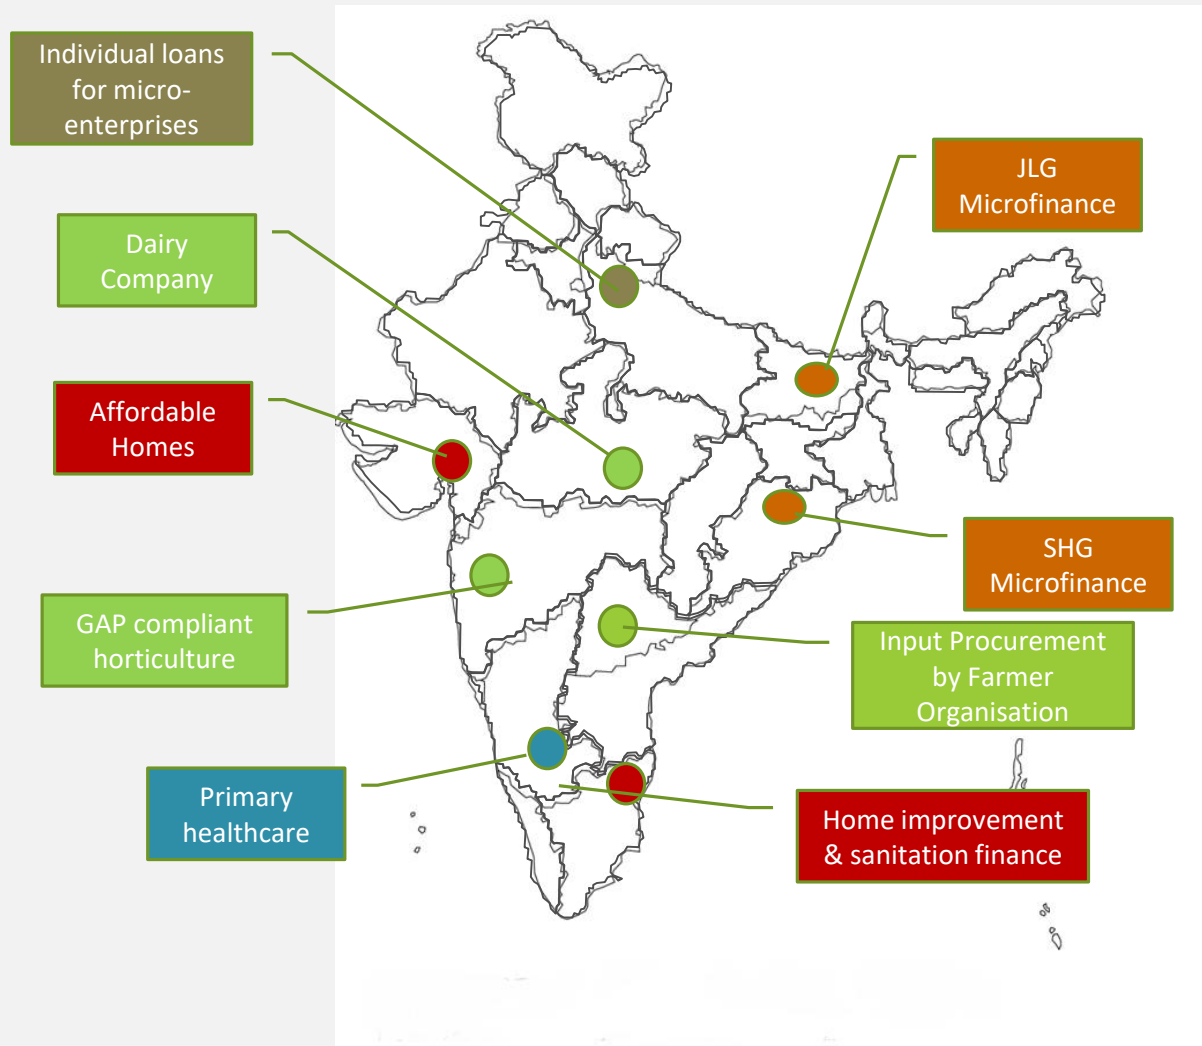 Individual loans
for micro-
enterprises
JLG
Microfinance
Dairy
Company
Affordable
Homes
SHG
Microfinance
GAP compliant
horticulture
Input Procurement
by Farmer
Organisation
Primary
healthcare
Home improvement
& sanitation finance